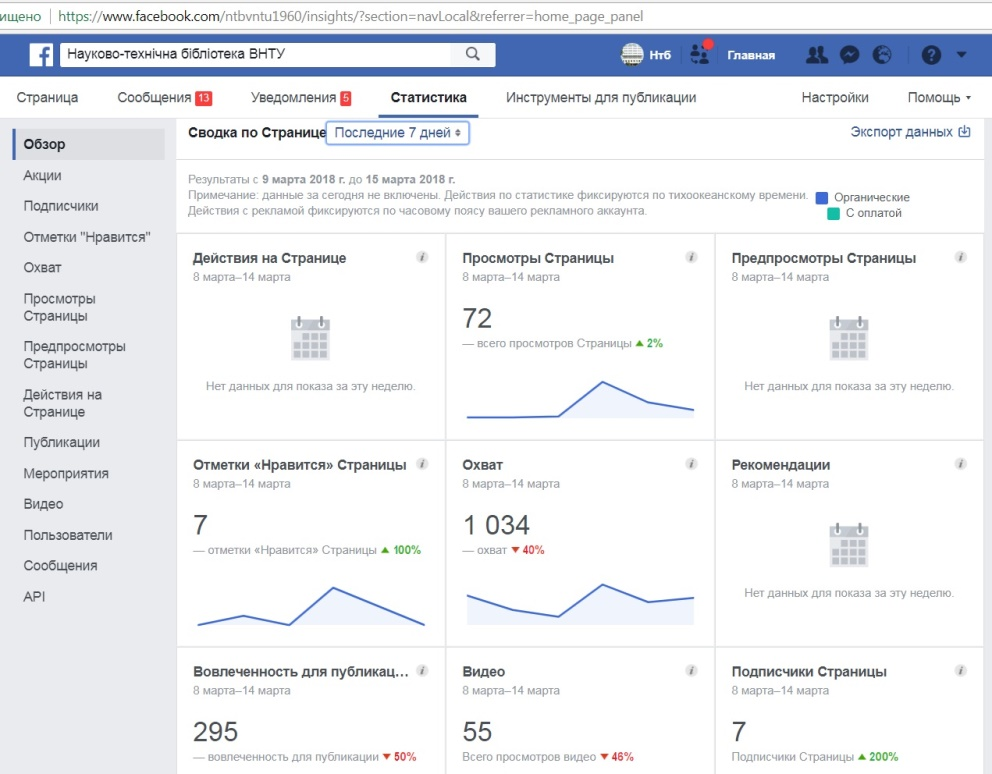 ищено https://www.facebook.com/ntbvntu1960/insights/?section=navLocal&referrer=home_page_panel
Науково-технічна бібліотека ВНТУ
Нтб
Главная
Страница
Сообщения 13
Уведомления 5
Статистика
Инструменты для публикации
Настройки
Помощь
Обзор
Акции
Подписчики
Отметки "Нравится"
Охват
Просмотры
Страницы
Предпросмотры
Страницы
Действия на
Странице
Публикации
Мероприятия
Видео
Пользователи
Сообщения
API
Сводка по Странице Последние 7 дней
Экспорт данных
Результаты с 9 марта 2018 г. до 15 марта 2018 г.
Примечание: данные за сегодня не включены. Действия по статистике фиксируются по тихоокеанскому времени.
Действия с рекламой фиксируются по часовому поясу вашего рекламного аккаунта.
Органические
С оплатой
Действия на Странице
8 марта–14 марта
Нет данных для показа за эту неделю.
Просмотры Страницы
8 марта–14 марта
72
— всего просмотров Страницы ▲ 2%
Предпросмотры Страницы
8 марта–14 марта
Нет данных для показа за эту неделю.
Отметки «Нравится» Страницы
8 марта–14 марта
7
— отметки «Нравится» Страницы ▲ 100%
Охват
8 марта–14 марта
1 034
— охват ▼ 40%
Рекомендации
8 марта–14 марта
Нет данных для показа за эту неделю.
Вовлеченность для публикац...
8 марта–14 марта
295
— вовлеченность для публикации ▼ 50%
Видео
8 марта–14 марта
55
Всего просмотров видео ▼ 46%
Подписчики Страницы
8 марта–14 марта
7
Подписчики Страницы ▲ 200%